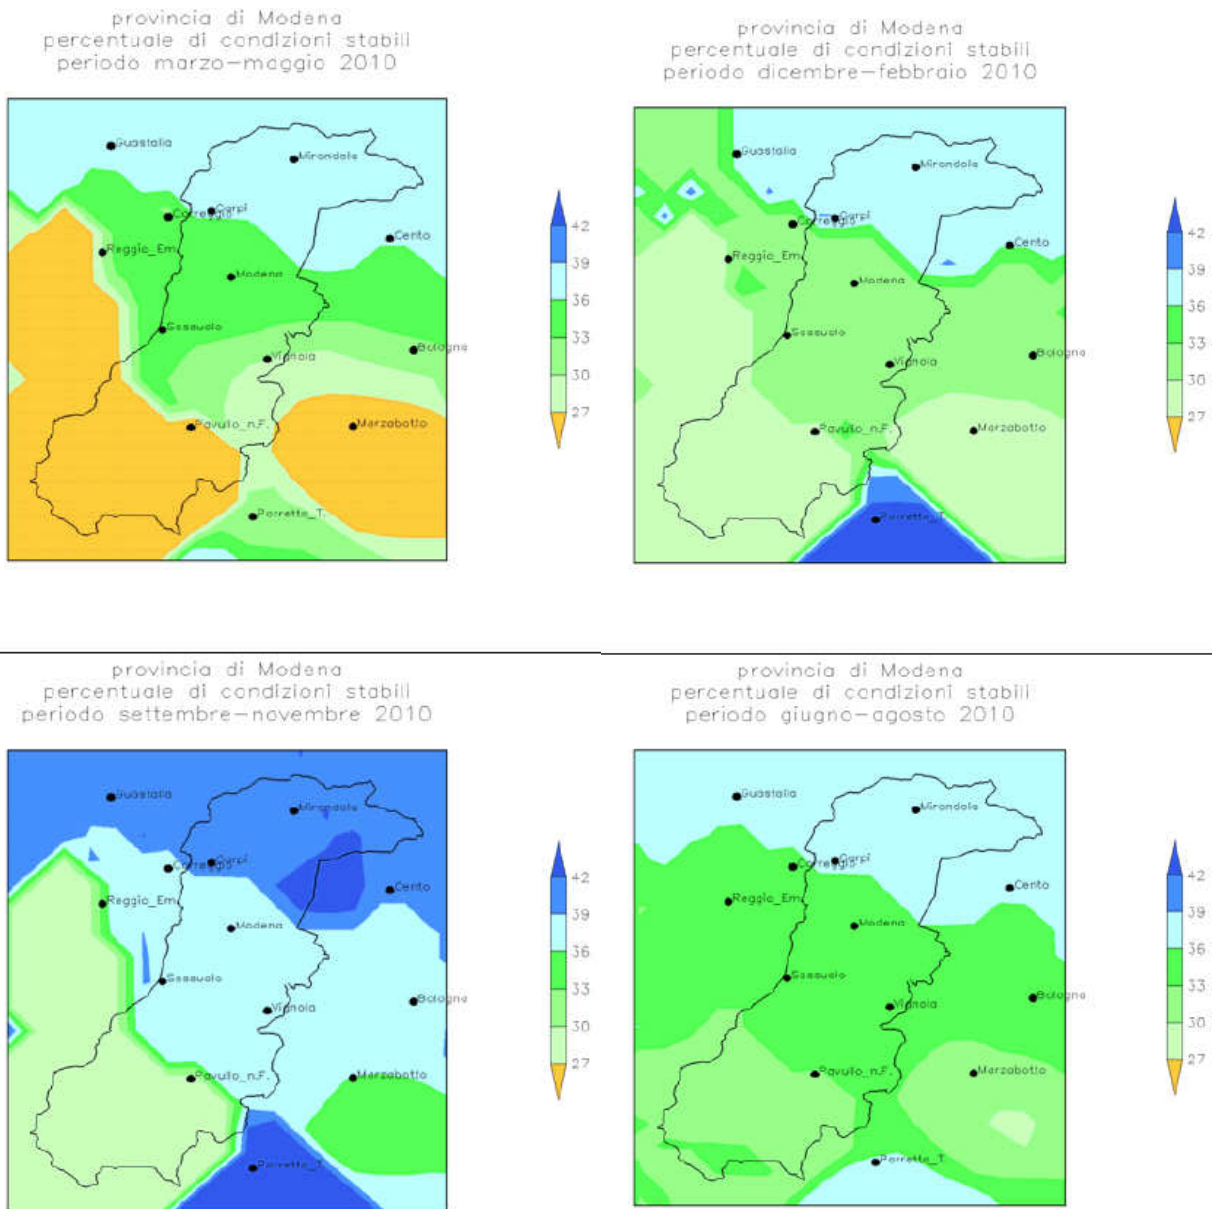 provincia di Modena
percentuale di condizioni stabili
periodo marzo-maggio 2010
Guastalla
Mirandola
Correggio
Carpi
Cento
Reggio_Em.
Modena
Sassuolo
Vignola
Bologna
Pavullo_n.F.
Marzabotto
Porretta_T.
42
39
36
33
30
27
provincia di Modena
percentuale di condizioni stabili
periodo dicembre-febbraio 2010
Guastalla
Mirandola
Correggio
Carpi
Cento
Reggio_Em.
Modena
Sassuolo
Vignola
Bologna
Pavullo_n.F.
Marzabotto
Porretta_T.
42
39
36
33
30
27
provincia di Modena
percentuale di condizioni stabili
periodo settembre-novembre 2010
Guastalla
Mirandola
Correggio
Carpi
Cento
Reggio_Em.
Modena
Sassuolo
Vignola
Bologna
Pavullo_n.F.
Marzabotto
Porretta_T.
42
39
36
33
30
27
provincia di Modena
percentuale di condizioni stabili
periodo giugno-agosto 2010
Guastalla
Mirandola
Correggio
Carpi
Cento
Reggio_Em.
Modena
Sassuolo
Vignola
Bologna
Pavullo_n.F.
Marzabotto
Porretta_T.
42
39
36
33
30
27